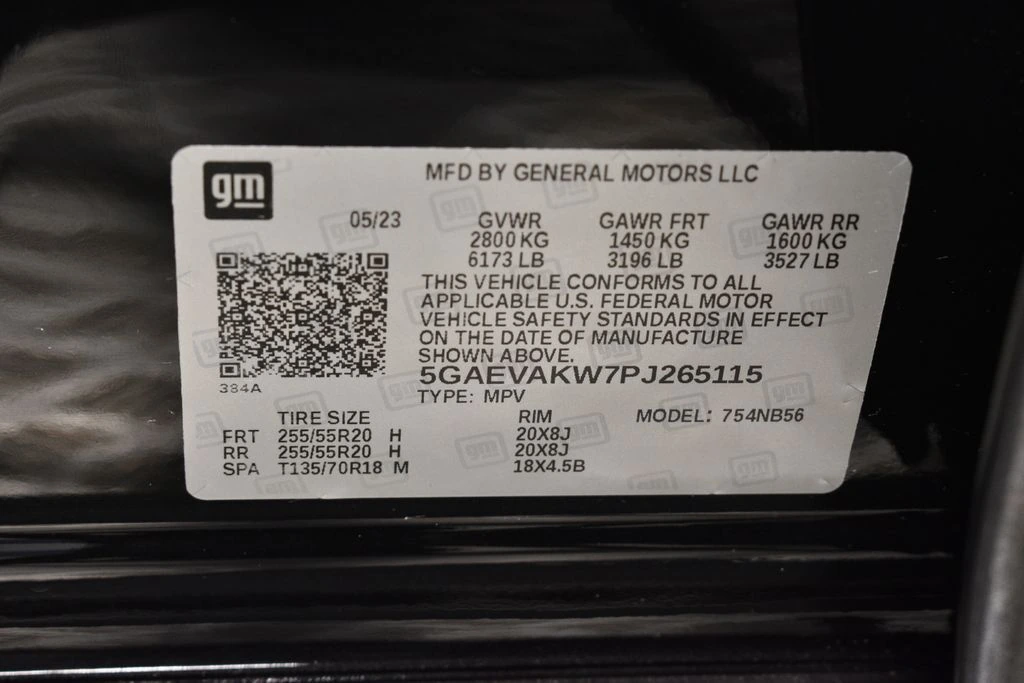 gm
MFD BY GENERAL MOTORS LLC
05/23 GVWR GAWR FRT GAWR RR
2800 KG 1450 KG 1600 KG
6173 LB 3196 LB 3527 LB
THIS VEHICLE CONFORMS TO ALL
APPLICABLE U.S. FEDERAL MOTOR
VEHICLE SAFETY STANDARDS IN EFFECT
ON THE DATE OF MANUFACTURE
SHOWN ABOVE.
5GAEVAKW7PJ265115
384A
TYPE: MPV
TIRE SIZE RIM MODEL: 754NB56
FRT 255/55R20 H 20X8J
RR 255/55R20 H 20X8J
SPA T135/70R18 M 18X4.5B